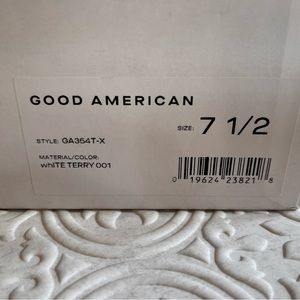 GOOD AMERICAN
SIZE: 7 1/2
STYLE: GA354T-X
MATERIAL/COLOR:
whITE TERRY 001
0 19624 23821 8